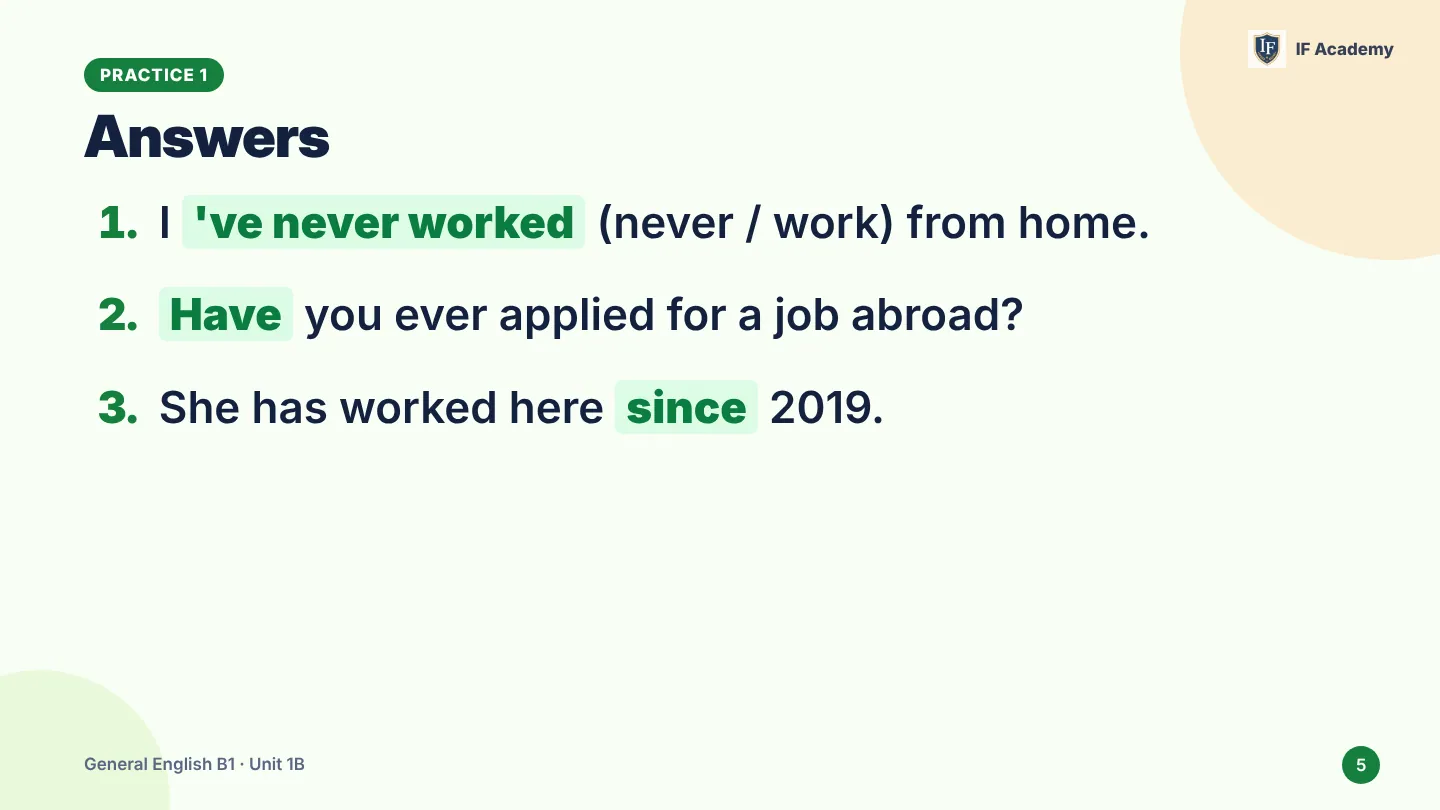 IF
IF Academy
PRACTICE 1
Answers
1. I 've never worked (never / work) from home.
2. Have you ever applied for a job abroad?
3. She has worked here since 2019.
General English B1 · Unit 1B
5